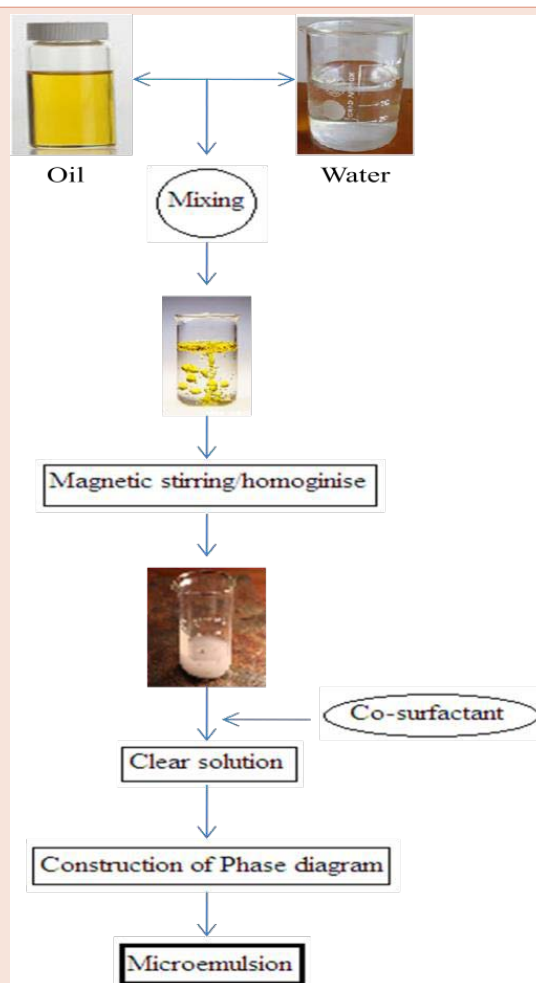 Oil
Water
Mixing
Magnetic stirring/homoginise
Co-surfactant
Clear solution
Construction of Phase diagram
Microemulsion